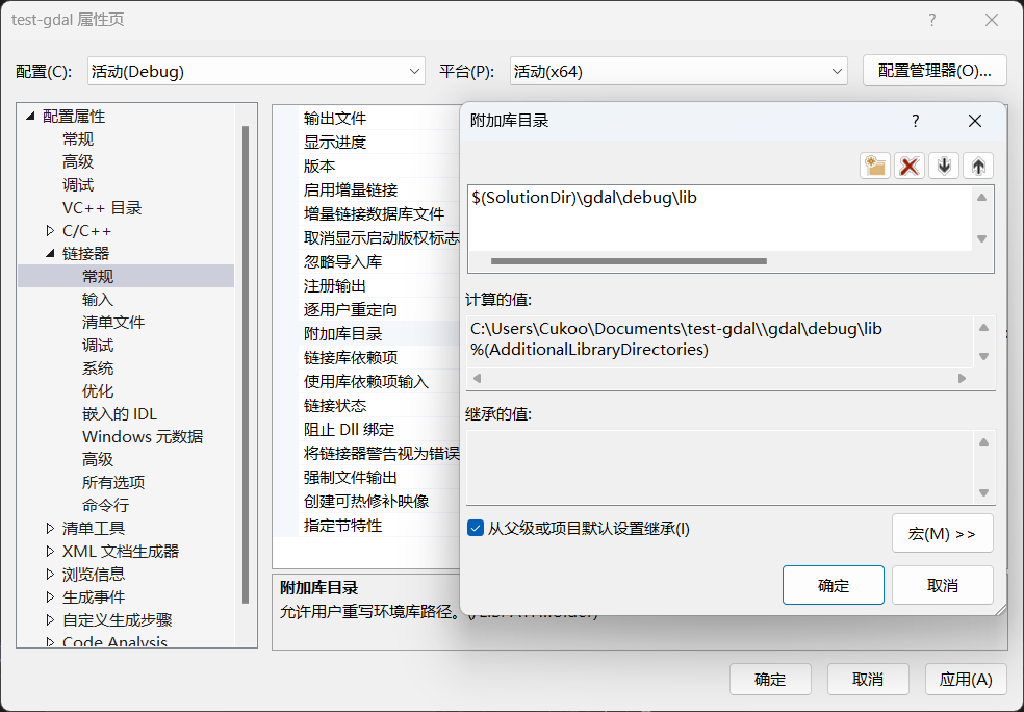 test-gdal 属性页
?
配置(C):
活动(Debug)
平台(P):
活动(x64)
配置管理器(O)...
配置属性
常规
高级
调试
VC++ 目录
C/C++
链接器
常规
输入
清单文件
调试
系统
优化
嵌入的 IDL
Windows 元数据
高级
所有选项
命令行
清单工具
XML 文档生成器
浏览信息
生成事件
自定义生成步骤
Code Analysis
输出文件
显示进度
版本
启用增量链接
增量链接数据库文件
取消显示启动版权标志
忽略导入库
注册输出
逐用户重定向
附加库目录
链接库依赖项
使用库依赖项输入
链接状态
阻止 Dll 绑定
将链接器警告视为错误
强制文件输出
创建可热修补映像
指定节特性
附加库目录
允许用户重写环境库路径。
附加库目录
?
$(SolutionDir)\gdal\debug\lib
计算的值:
C:\Users\Cukoo\Documents\test-gdal\\gdal\debug\lib
%(AdditionalLibraryDirectories)
继承的值:
从父级或项目默认设置继承(I)
宏(M) >>
确定
取消
确定
取消
应用(A)